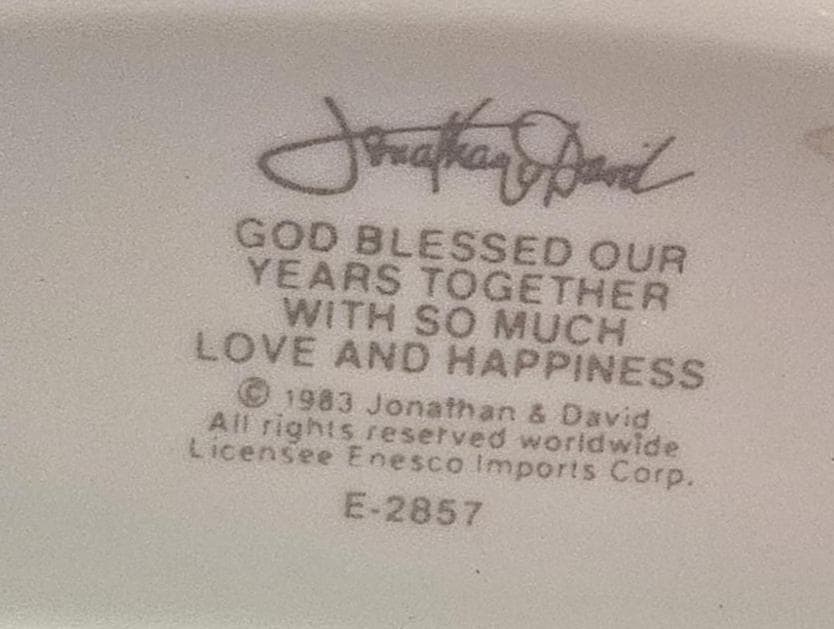 Jonathan & David
GOD BLESSED OUR
YEARS TOGETHER
WITH SO MUCH
LOVE AND HAPPINESS
© 1983 Jonathan & David
All rights reserved worldwide
Licensee Enesco Imports Corp.
E-2857